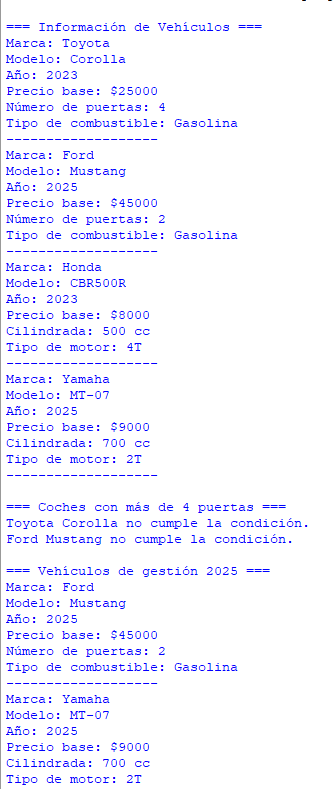 === Información de Vehículos ===
Marca: Toyota
Modelo: Corolla
Año: 2023
Precio base: $25000
Número de puertas: 4
Tipo de combustible: Gasolina
-------------------
Marca: Ford
Modelo: Mustang
Año: 2025
Precio base: $45000
Número de puertas: 2
Tipo de combustible: Gasolina
-------------------
Marca: Honda
Modelo: CBR500R
Año: 2023
Precio base: $8000
Cilindrada: 500 cc
Tipo de motor: 4T
-------------------
Marca: Yamaha
Modelo: MT-07
Año: 2025
Precio base: $9000
Cilindrada: 700 cc
Tipo de motor: 2T
-------------------

=== Coches con más de 4 puertas ===
Toyota Corolla no cumple la condición.
Ford Mustang no cumple la condición.

=== Vehículos de gestión 2025 ===
Marca: Ford
Modelo: Mustang
Año: 2025
Precio base: $45000
Número de puertas: 2
Tipo de combustible: Gasolina
-------------------
Marca: Yamaha
Modelo: MT-07
Año: 2025
Precio base: $9000
Cilindrada: 700 cc
Tipo de motor: 2T